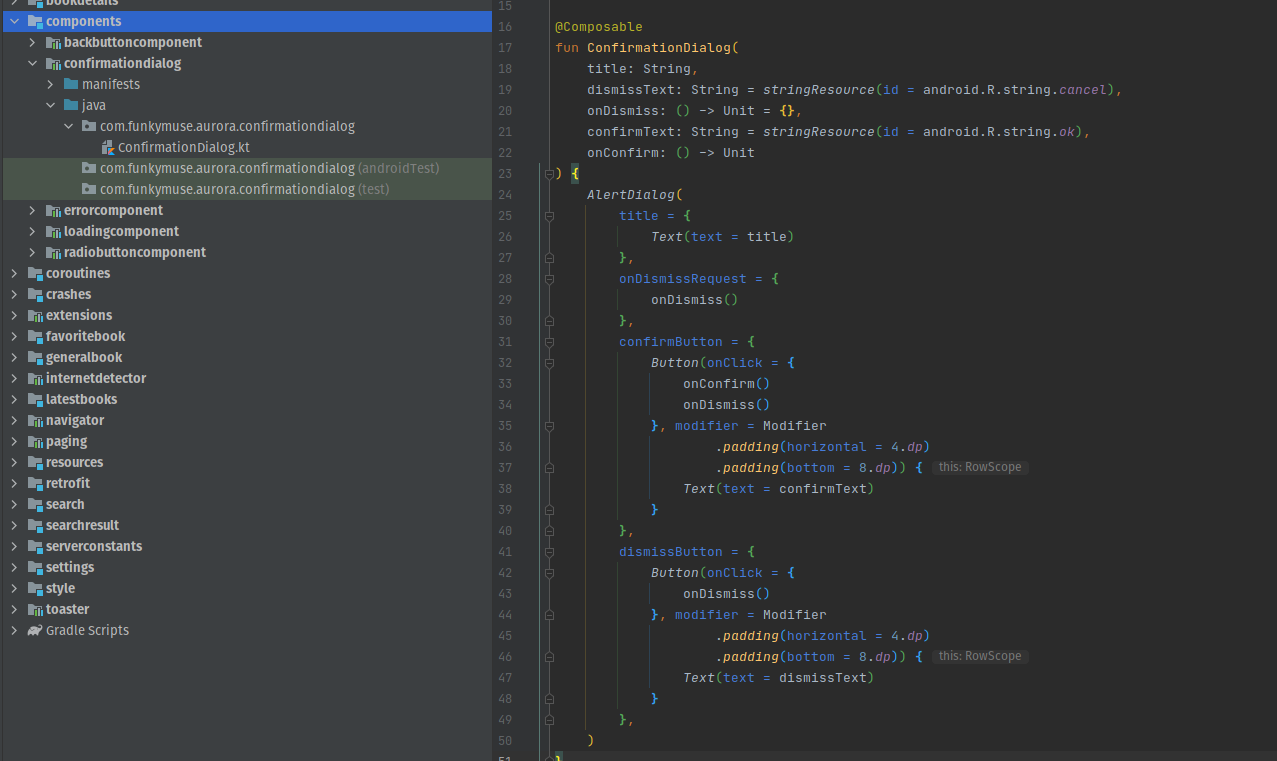 bookdetails
components
backbuttoncomponent
confirmationdialog
manifests
java
com.funkymuse.aurora.confirmationdialog
ConfirmationDialog.kt
com.funkymuse.aurora.confirmationdialog (androidTest)
com.funkymuse.aurora.confirmationdialog (test)
errorcomponent
loadingcomponent
radiobuttoncomponent
coroutines
crashes
extensions
favoritebook
generalbook
internetdetector
latestbooks
navigator
paging
resources
retrofit
search
searchresult
serverconstants
settings
style
toaster
Gradle Scripts
15
16 @Composable
17 fun ConfirmationDialog(
18 title: String,
19 dismissText: String = stringResource(id = android.R.string.cancel),
20 onDismiss: () -> Unit = {},
21 confirmText: String = stringResource(id = android.R.string.ok),
22 onConfirm: () -> Unit
23 ) {
24 AlertDialog(
25 title = {
26 Text(text = title)
27 },
28 onDismissRequest = {
29 onDismiss()
30 },
31 confirmButton = {
32 Button(onClick = {
33 onConfirm()
34 onDismiss()
35 }, modifier = Modifier
36 .padding(horizontal = 4.dp)
37 .padding(bottom = 8.dp)) { this: RowScope
38 Text(text = confirmText)
39 }
40 },
41 dismissButton = {
42 Button(onClick = {
43 onDismiss()
44 }, modifier = Modifier
45 .padding(horizontal = 4.dp)
46 .padding(bottom = 8.dp)) { this: RowScope
47 Text(text = dismissText)
48 }
49 },
50 )
51 }